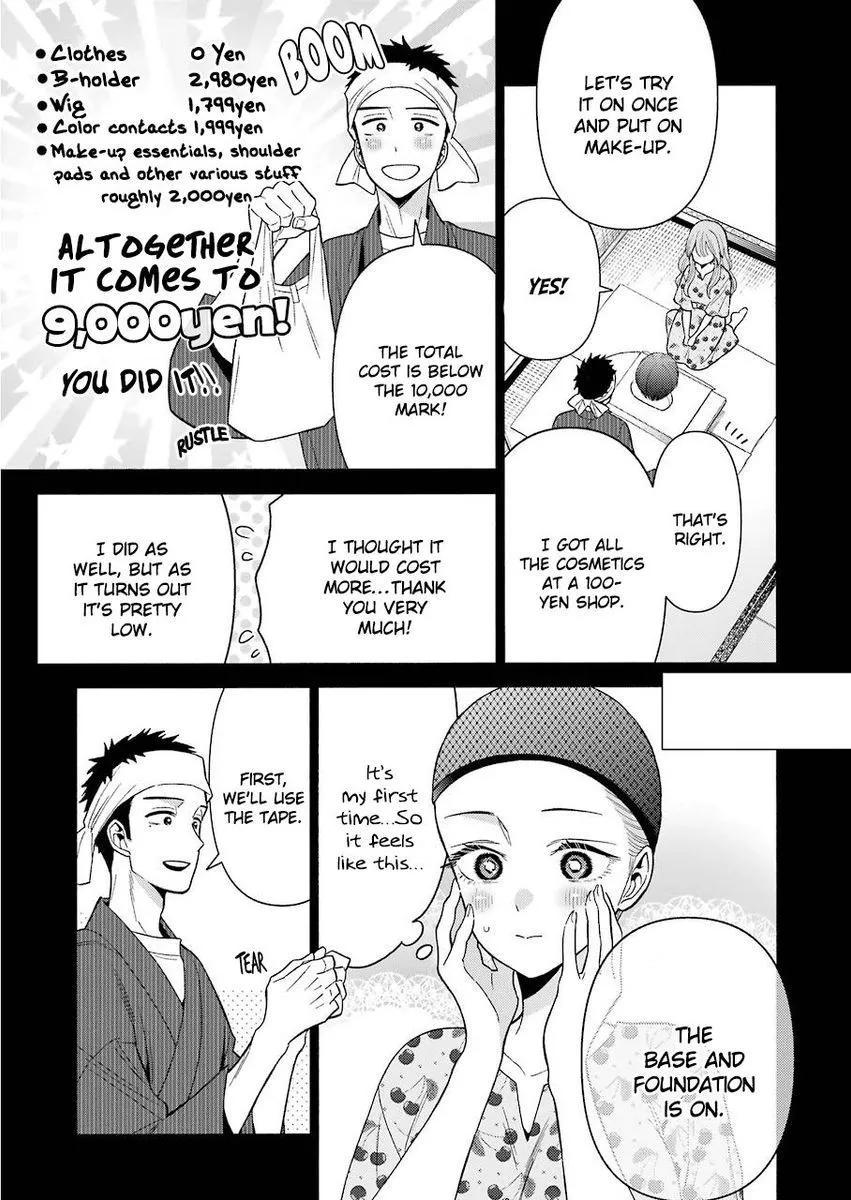 LET'S TRY
IT ON ONCE
AND PUT ON
MAKE-UP.
YES!
THAT'S
RIGHT.
I GOT ALL
THE COSMETICS
AT A 100-
YEN SHOP.
• Clothes 0 Yen
• B-holder 2,980yen
• Wig 1,799yen
• Color contacts 1,999yen
• Make-up essentials, shoulder
pads and other various stuff
roughly 2,000yen
BOOM
ALTOGETHER
IT COMES TO
9,000yen!
YOU DID IT!!
RUSTLE
THE TOTAL
COST IS BELOW
THE 10,000
MARK!
I THOUGHT IT
WOULD COST
MORE...THANK
YOU VERY
MUCH!
I DID AS
WELL, BUT AS
IT TURNS OUT
IT'S PRETTY
LOW.
THE
BASE AND
FOUNDATION
IS ON.
It's
my first
time...So
it feels
like this...
FIRST,
WE'LL USE
THE TAPE.
TEAR